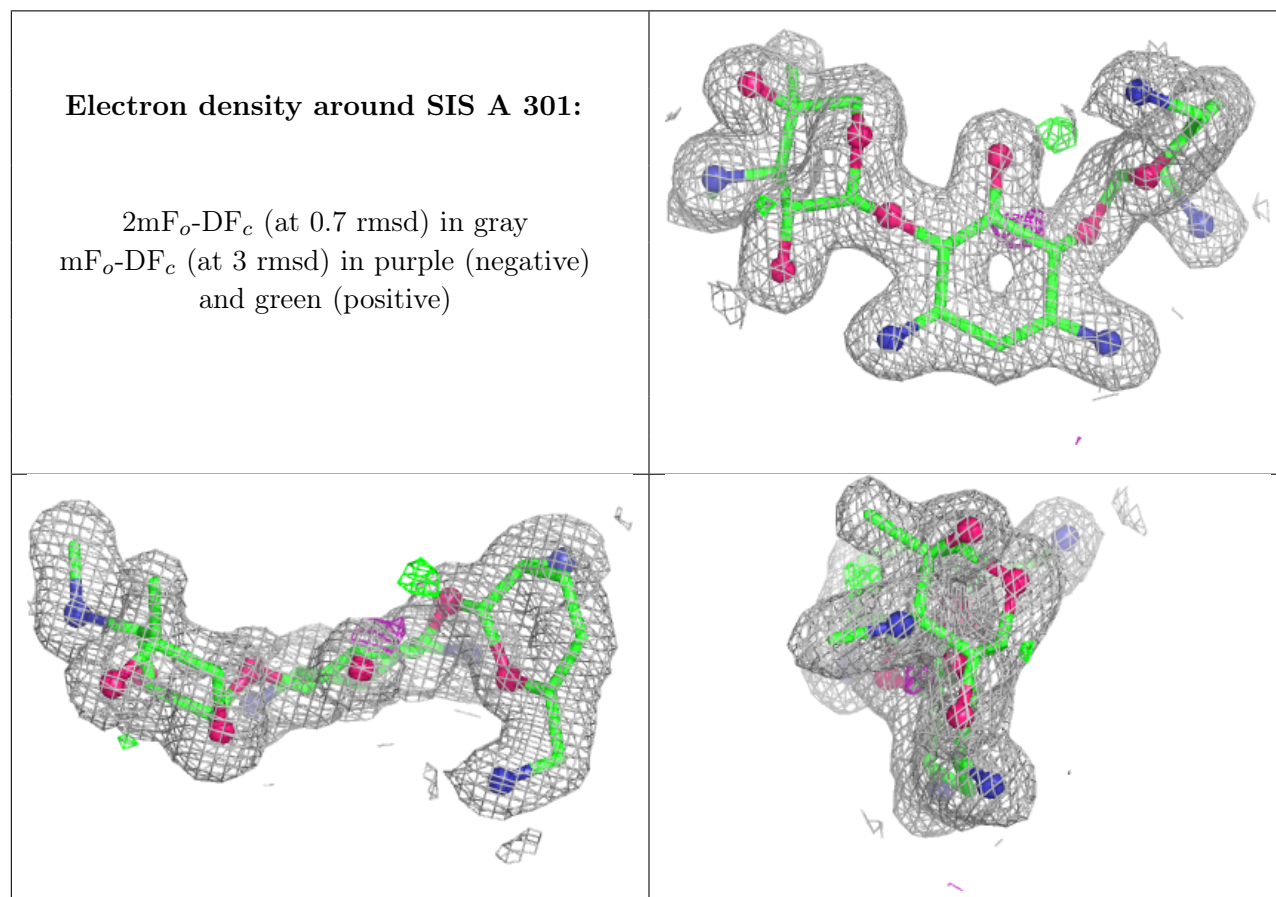 Electron density around SIS A 301:
2mFo-DFc (at 0.7 rmsd) in gray
mFo-DFc (at 3 rmsd) in purple (negative)
and green (positive)